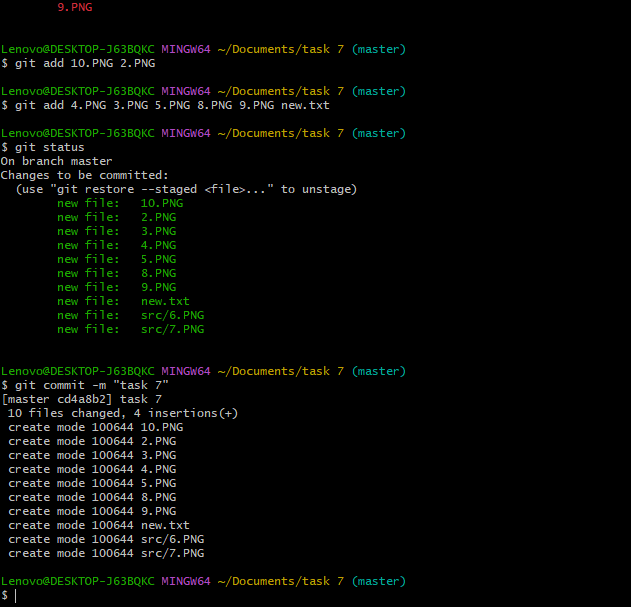 9.PNG
Lenovo@DESKTOP-J63BQKC MINGW64 ~/Documents/task 7 (master)
$ git add 10.PNG 2.PNG
Lenovo@DESKTOP-J63BQKC MINGW64 ~/Documents/task 7 (master)
$ git add 4.PNG 3.PNG 5.PNG 8.PNG 9.PNG new.txt
Lenovo@DESKTOP-J63BQKC MINGW64 ~/Documents/task 7 (master)
$ git status
On branch master
Changes to be committed:
  (use "git restore --staged <file>..." to unstage)
        new file:   10.PNG
        new file:   2.PNG
        new file:   3.PNG
        new file:   4.PNG
        new file:   5.PNG
        new file:   8.PNG
        new file:   9.PNG
        new file:   new.txt
        new file:   src/6.PNG
        new file:   src/7.PNG
Lenovo@DESKTOP-J63BQKC MINGW64 ~/Documents/task 7 (master)
$ git commit -m "task 7"
[master cd4a8b2] task 7
 10 files changed, 4 insertions(+)
 create mode 100644 10.PNG
 create mode 100644 2.PNG
 create mode 100644 3.PNG
 create mode 100644 4.PNG
 create mode 100644 5.PNG
 create mode 100644 8.PNG
 create mode 100644 9.PNG
 create mode 100644 new.txt
 create mode 100644 src/6.PNG
 create mode 100644 src/7.PNG
Lenovo@DESKTOP-J63BQKC MINGW64 ~/Documents/task 7 (master)
$